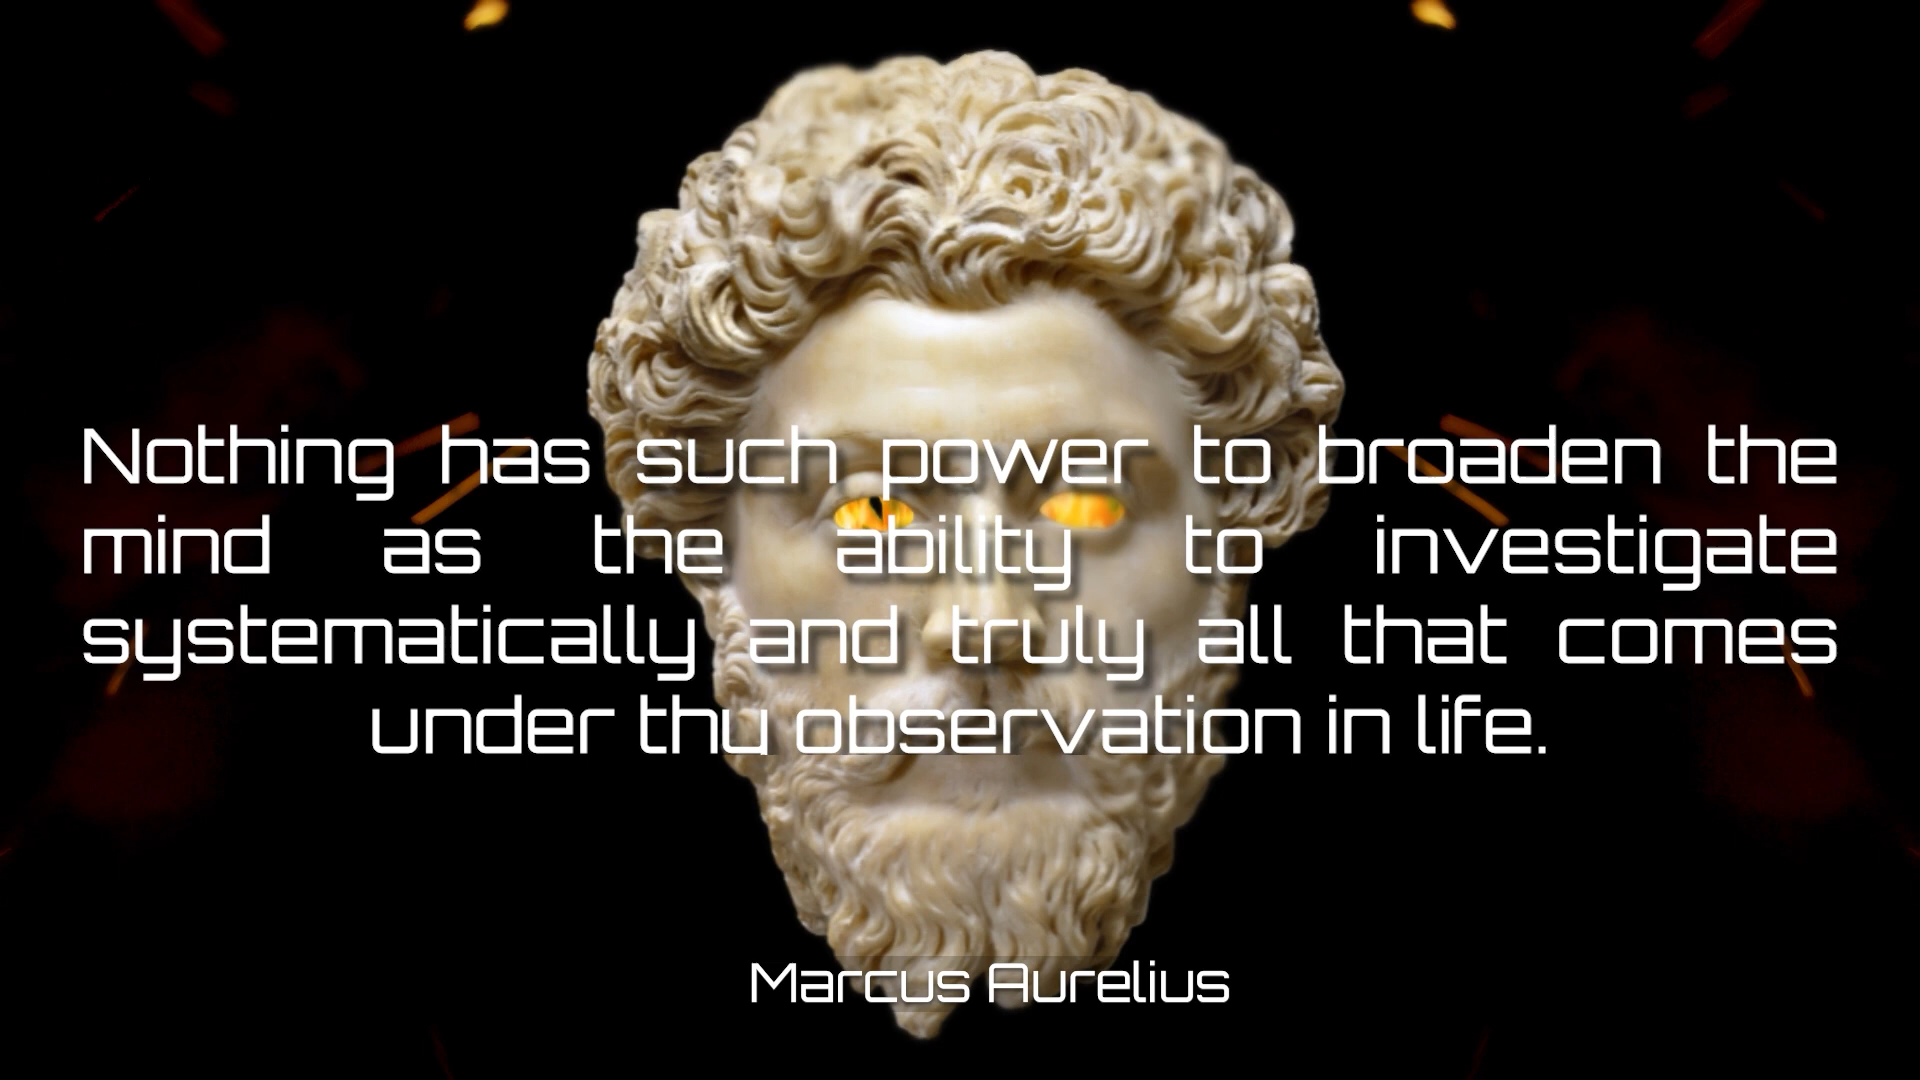 Nothing has such power to broaden the
mind as the ability to investigate
systematically and truly all that comes
under thy observation in life.
Marcus Aurelius